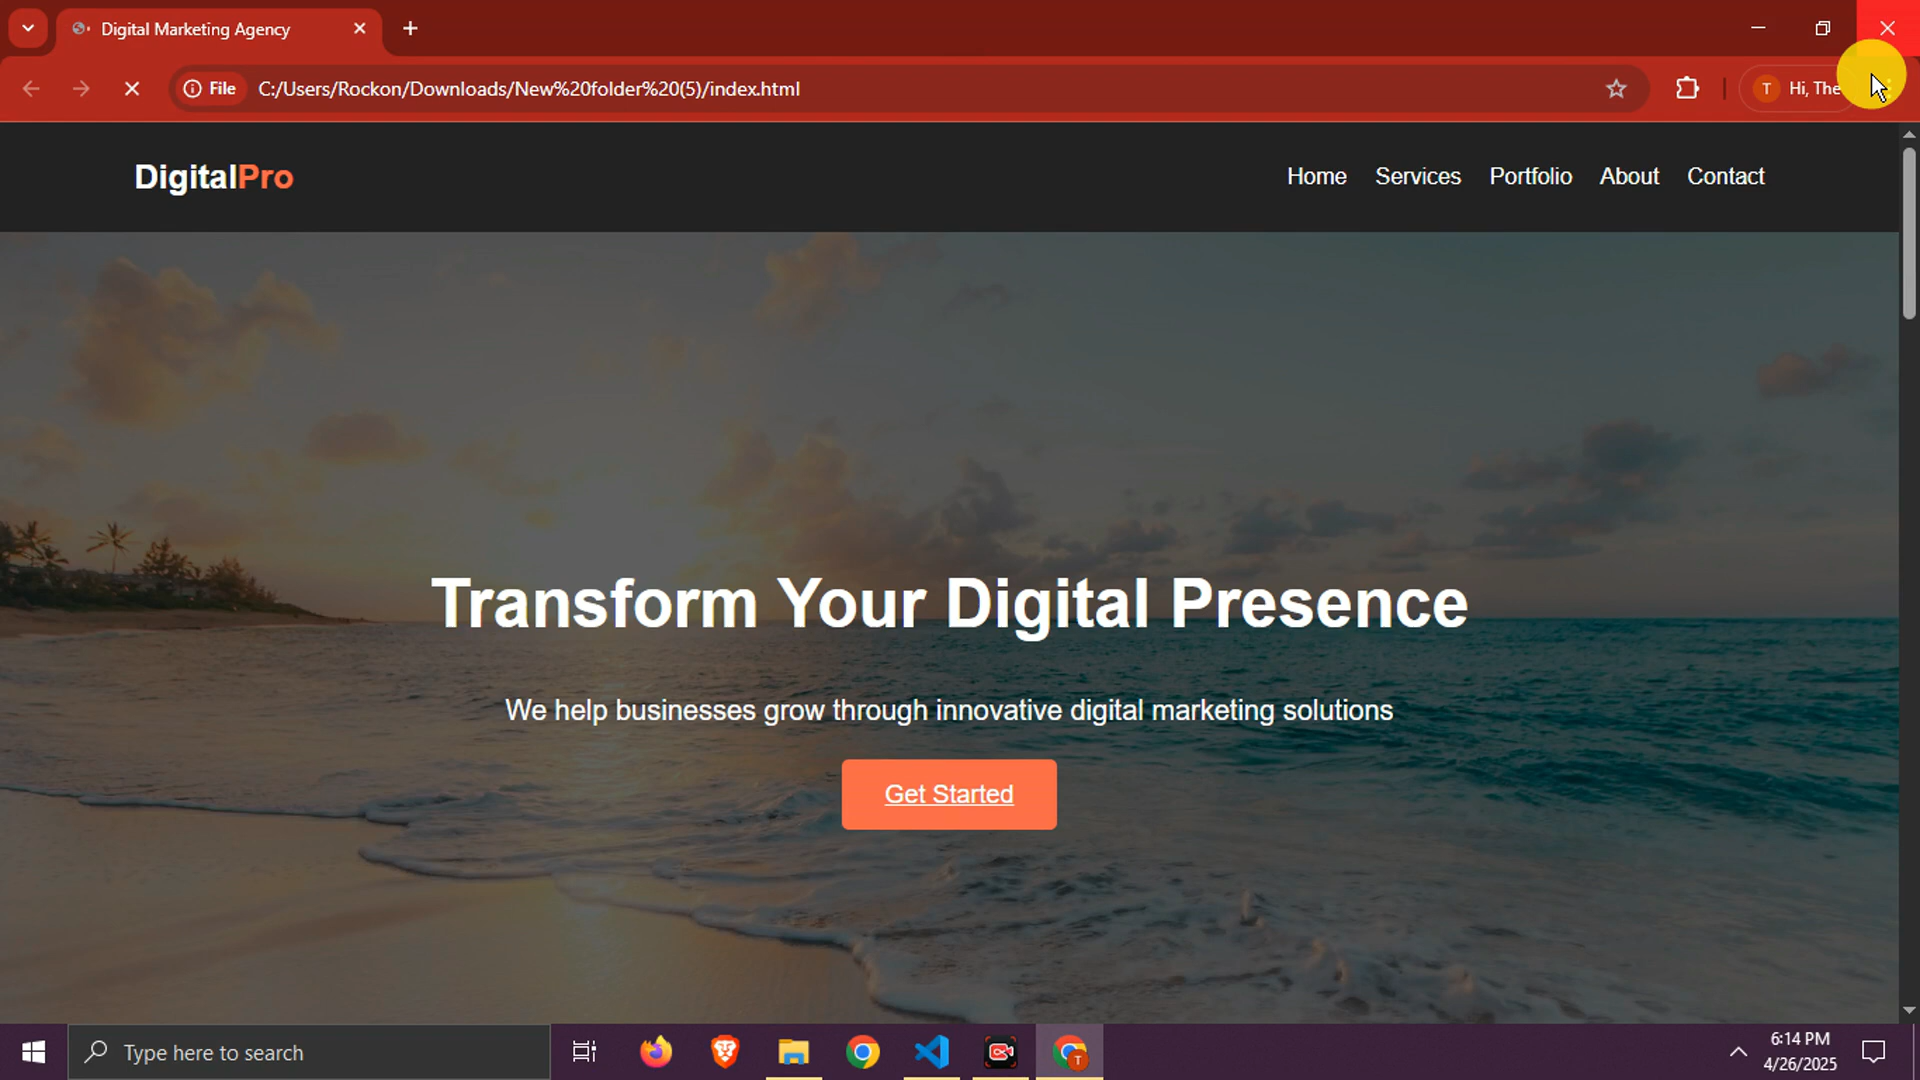 Digital Marketing Agency
File C:/Users/Rockon/Downloads/New%20folder%20(5)/index.html
T Hi, The
DigitalPro
Home Services Portfolio About Contact
Transform Your Digital Presence
We help businesses grow through innovative digital marketing solutions
Get Started
Type here to search
T
6:14 PM
4/26/2025